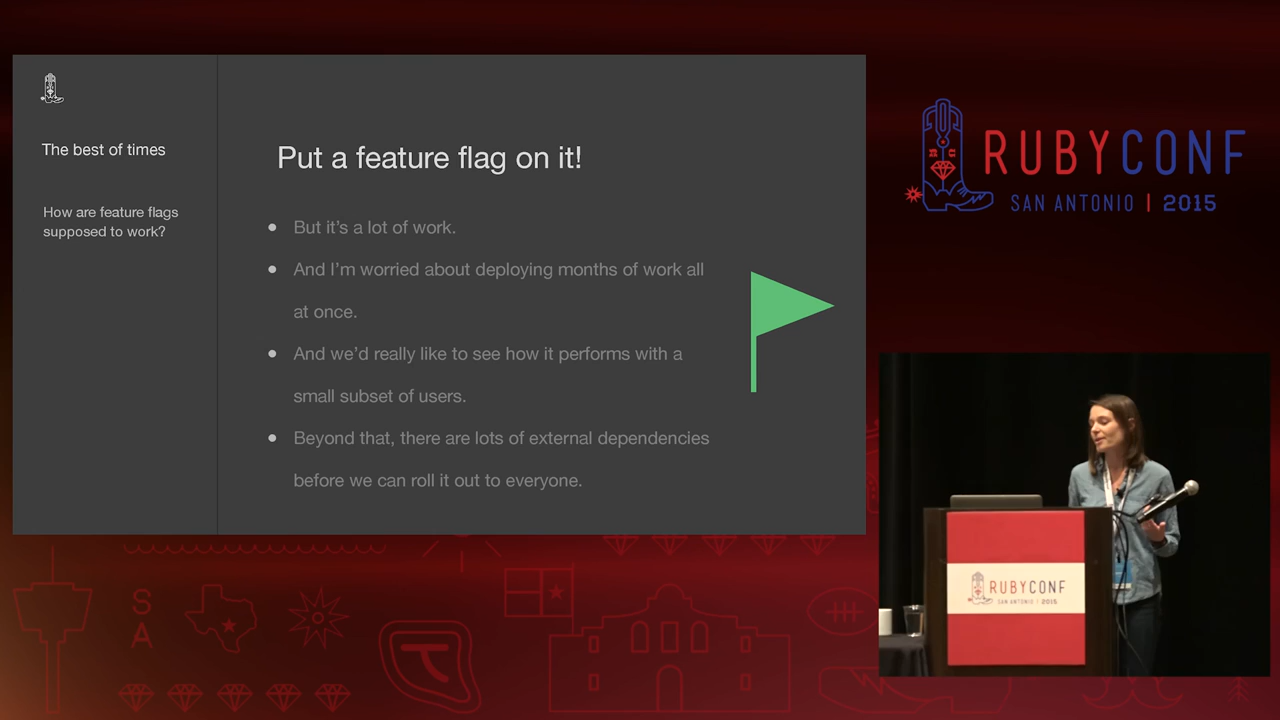 The best of times
How are feature flags
supposed to work?
Put a feature flag on it!
But it's a lot of work.
And I'm worried about deploying months of work all
at once.
And we'd really like to see how it performs with a
small subset of users.
Beyond that, there are lots of external dependencies
before we can roll it out to everyone.
RUBYCONF
SAN ANTONIO | 2015
RUBYCONF
SAN ANTONIO | 2015
S
A